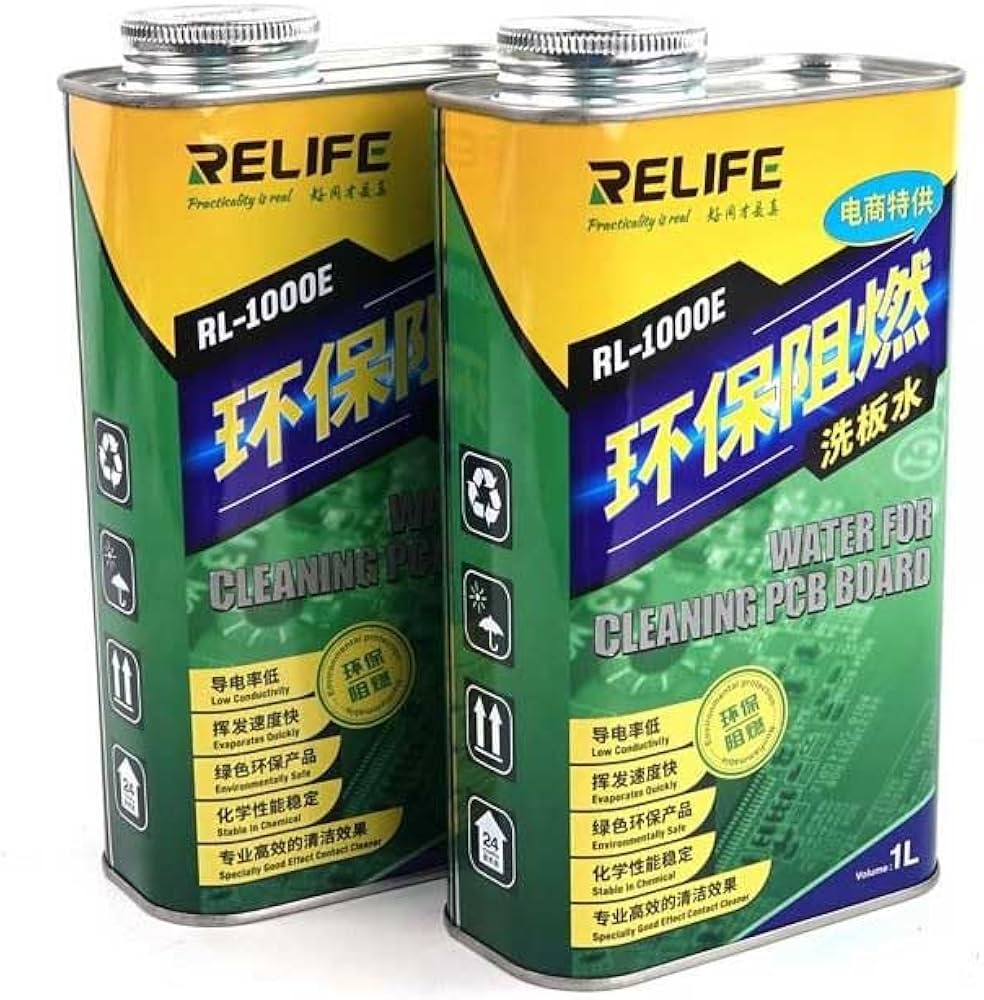 RELIFE
Practicality is real 好用才最真
RL-1000E
环保阻
WA
CLEANING PCB
导电率低
Low Conductivity
挥发速度快
Evaporates Quickly
绿色环保产品
Environmentally Safe
化学性能稳定
Stable in Chemical
专业高效的清洁效果
Specially Good Effect Contact Cleaner
Environmental protection
环保
阻燃
24
RELIFE
Practicality is real 好用才最真
电商特供
RL-1000E
环保阻燃
洗板水
WATER FOR
CLEANING PCB BOARD
导电率低
Low Conductivity
挥发速度快
Evaporates Quickly
绿色环保产品
Environmentally Safe
化学性能稳定
Stable in Chemical
专业高效的清洁效果
Specially Good Effect Contact Cleaner
Environmental protection
环保
阻燃
24
Volume: 1L